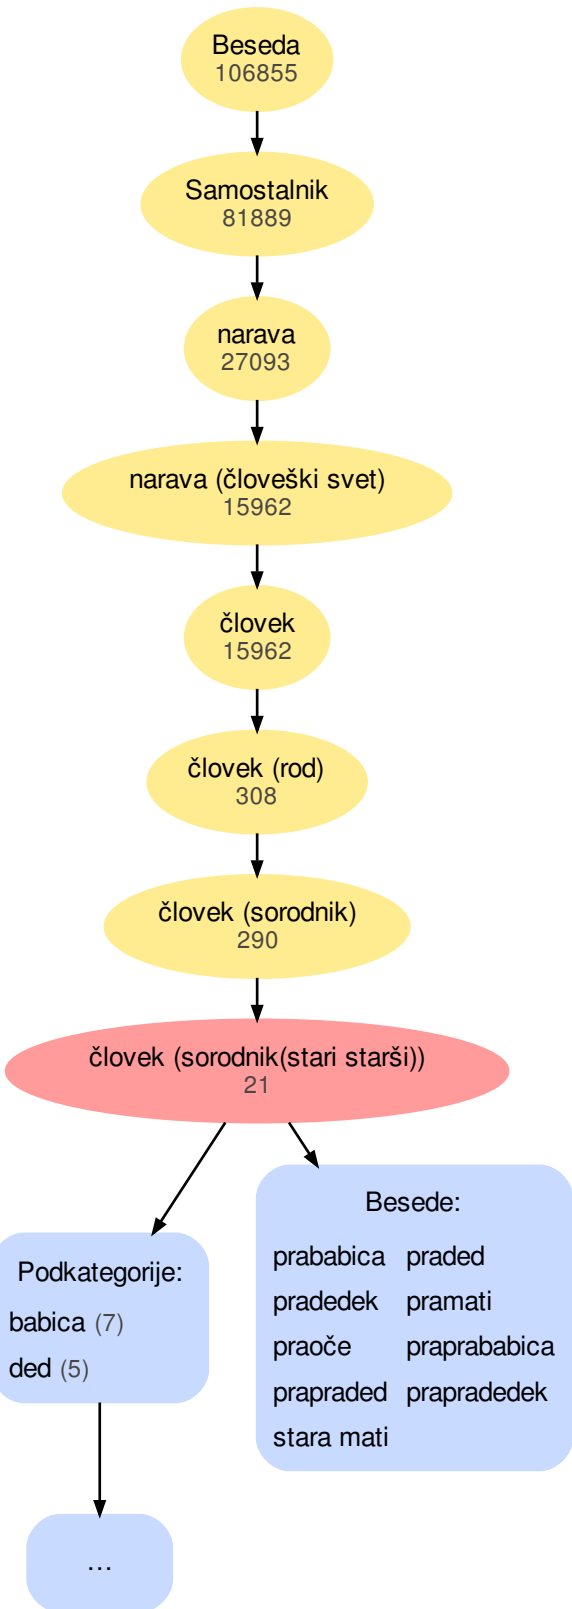 Beseda
106855
Samostalnik
81889
narava
27093
narava (človeški svet)
15962
človek
15962
človek (rod)
308
človek (sorodnik)
290
človek (sorodnik(stari starši))
21
Podkategorije:
babica (7)
ded (5)
...
Besede:
prababica praded
pradedek pramati
praoče praprababica
prapraded prapradedek
stara mati